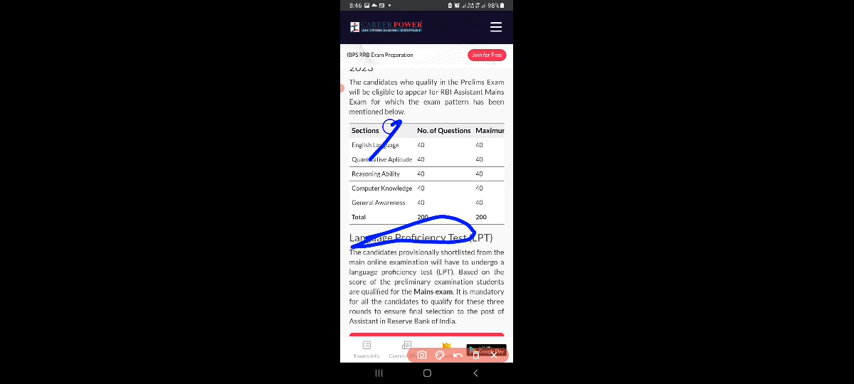 8:46
98%
CAREER POWER
IBPS RRB Exam Preparation
Join for Free
2023
The candidates who qualify in the Prelims Exam
will be eligible to appear for RBI Assistant Mains
Exam for which the exam pattern has been
mentioned below.
Sections No. of Questions Maximur
English Language 40 40
Quantitative Aptitude 40 40
Reasoning Ability 40 40
Computer Knowledge 40 40
General Awareness 40 40
Total 200 200
Language Proficiency Test (LPT)
The candidates provisionally shortlisted from the
main online examination will have to undergo a
language proficiency test (LPT). Based on the
score of the preliminary examination students
are qualified for the Mains exam. It is mandatory
for all the candidates to qualify for these three
rounds to ensure final selection to the post of
Assistant in Reserve Bank of India.